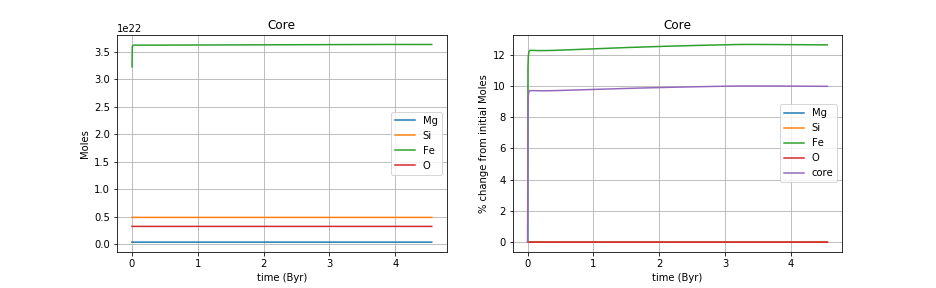 Core
1e22
3.5
3.0
2.5
2.0
1.5
1.0
0.5
0.0
Moles
Mg
Si
Fe
O
0 1 2 3 4
time (Byr)
Core
12
10
8
6
4
2
0
% change from initial Moles
Mg
Si
Fe
O
core
0 1 2 3 4
time (Byr)